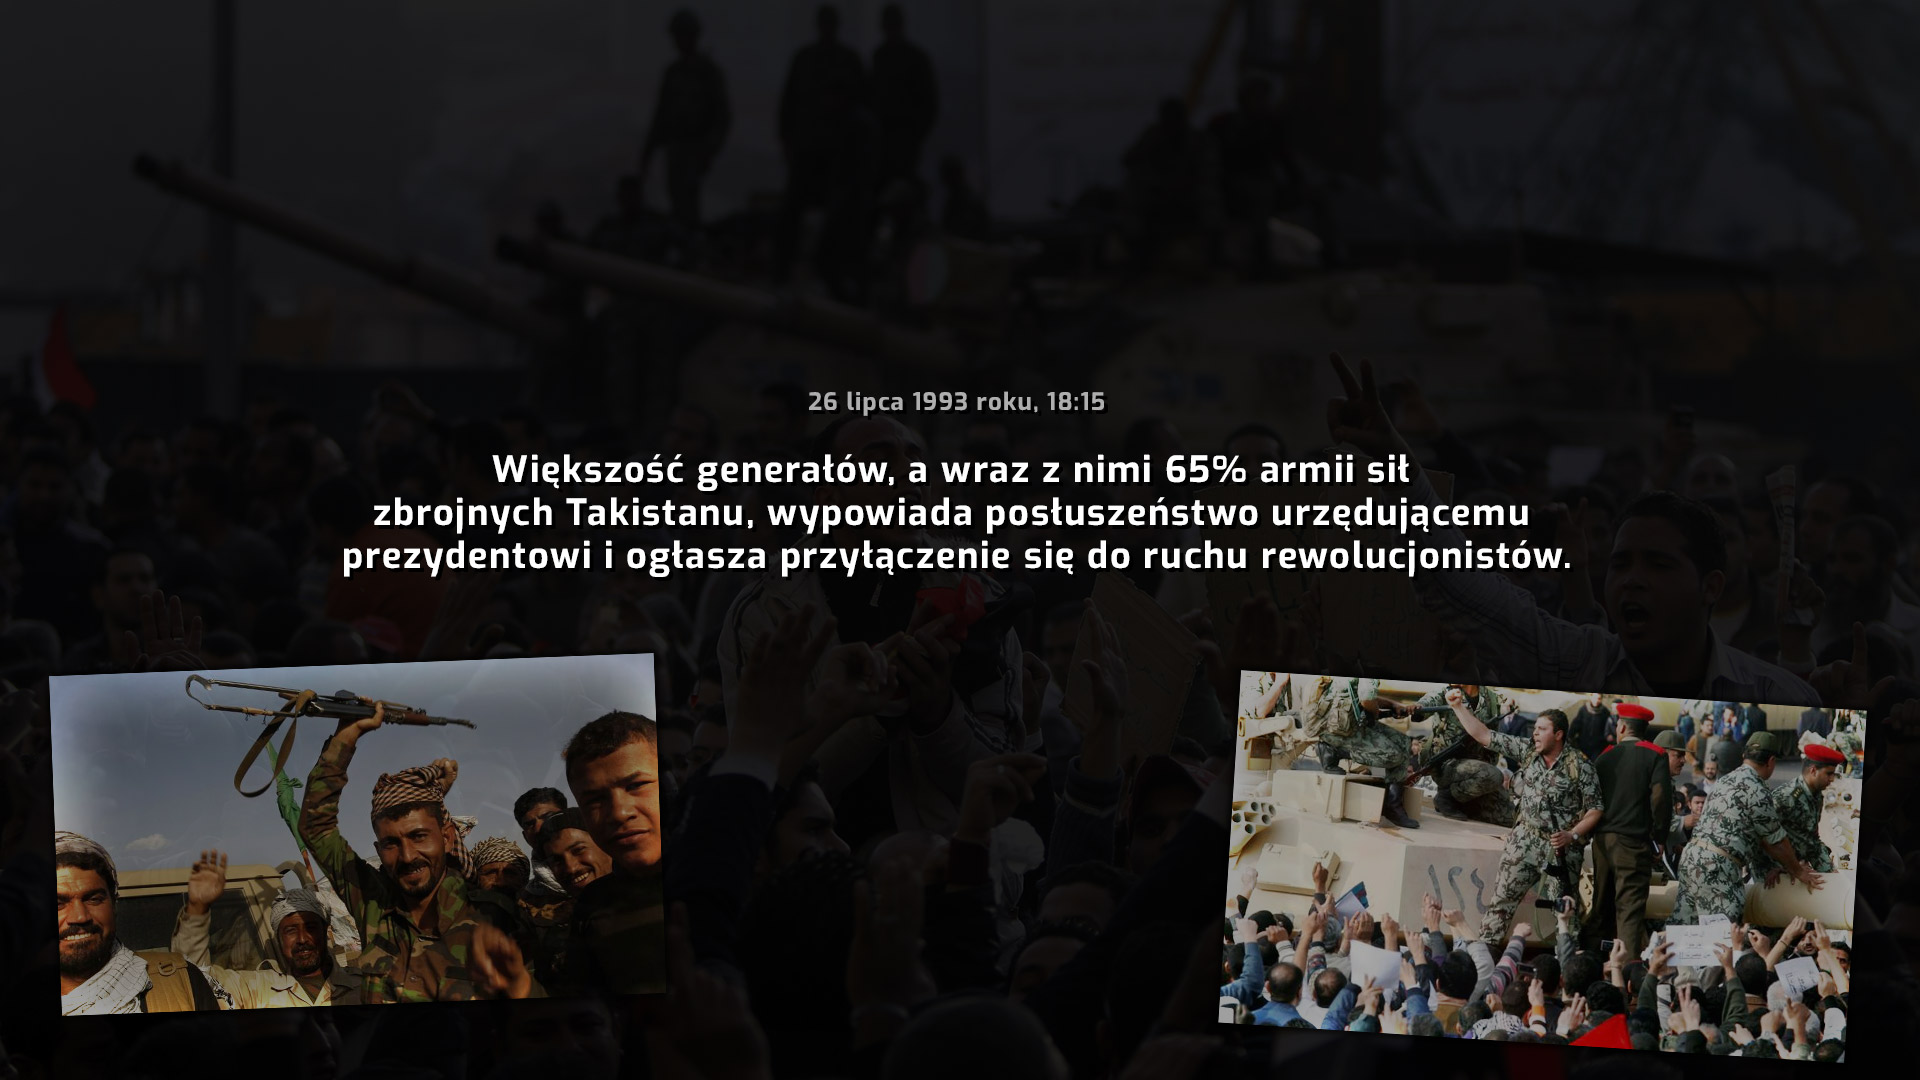 26 lipca 1993 roku, 18:15
Większość generałów, a wraz z nimi 65% armii sił
zbrojnych Takistanu, wypowiada posłuszeństwo urzędującemu
prezydentowi i ogłasza przyłączenie się do ruchu rewolucjonistów.
١٢٤